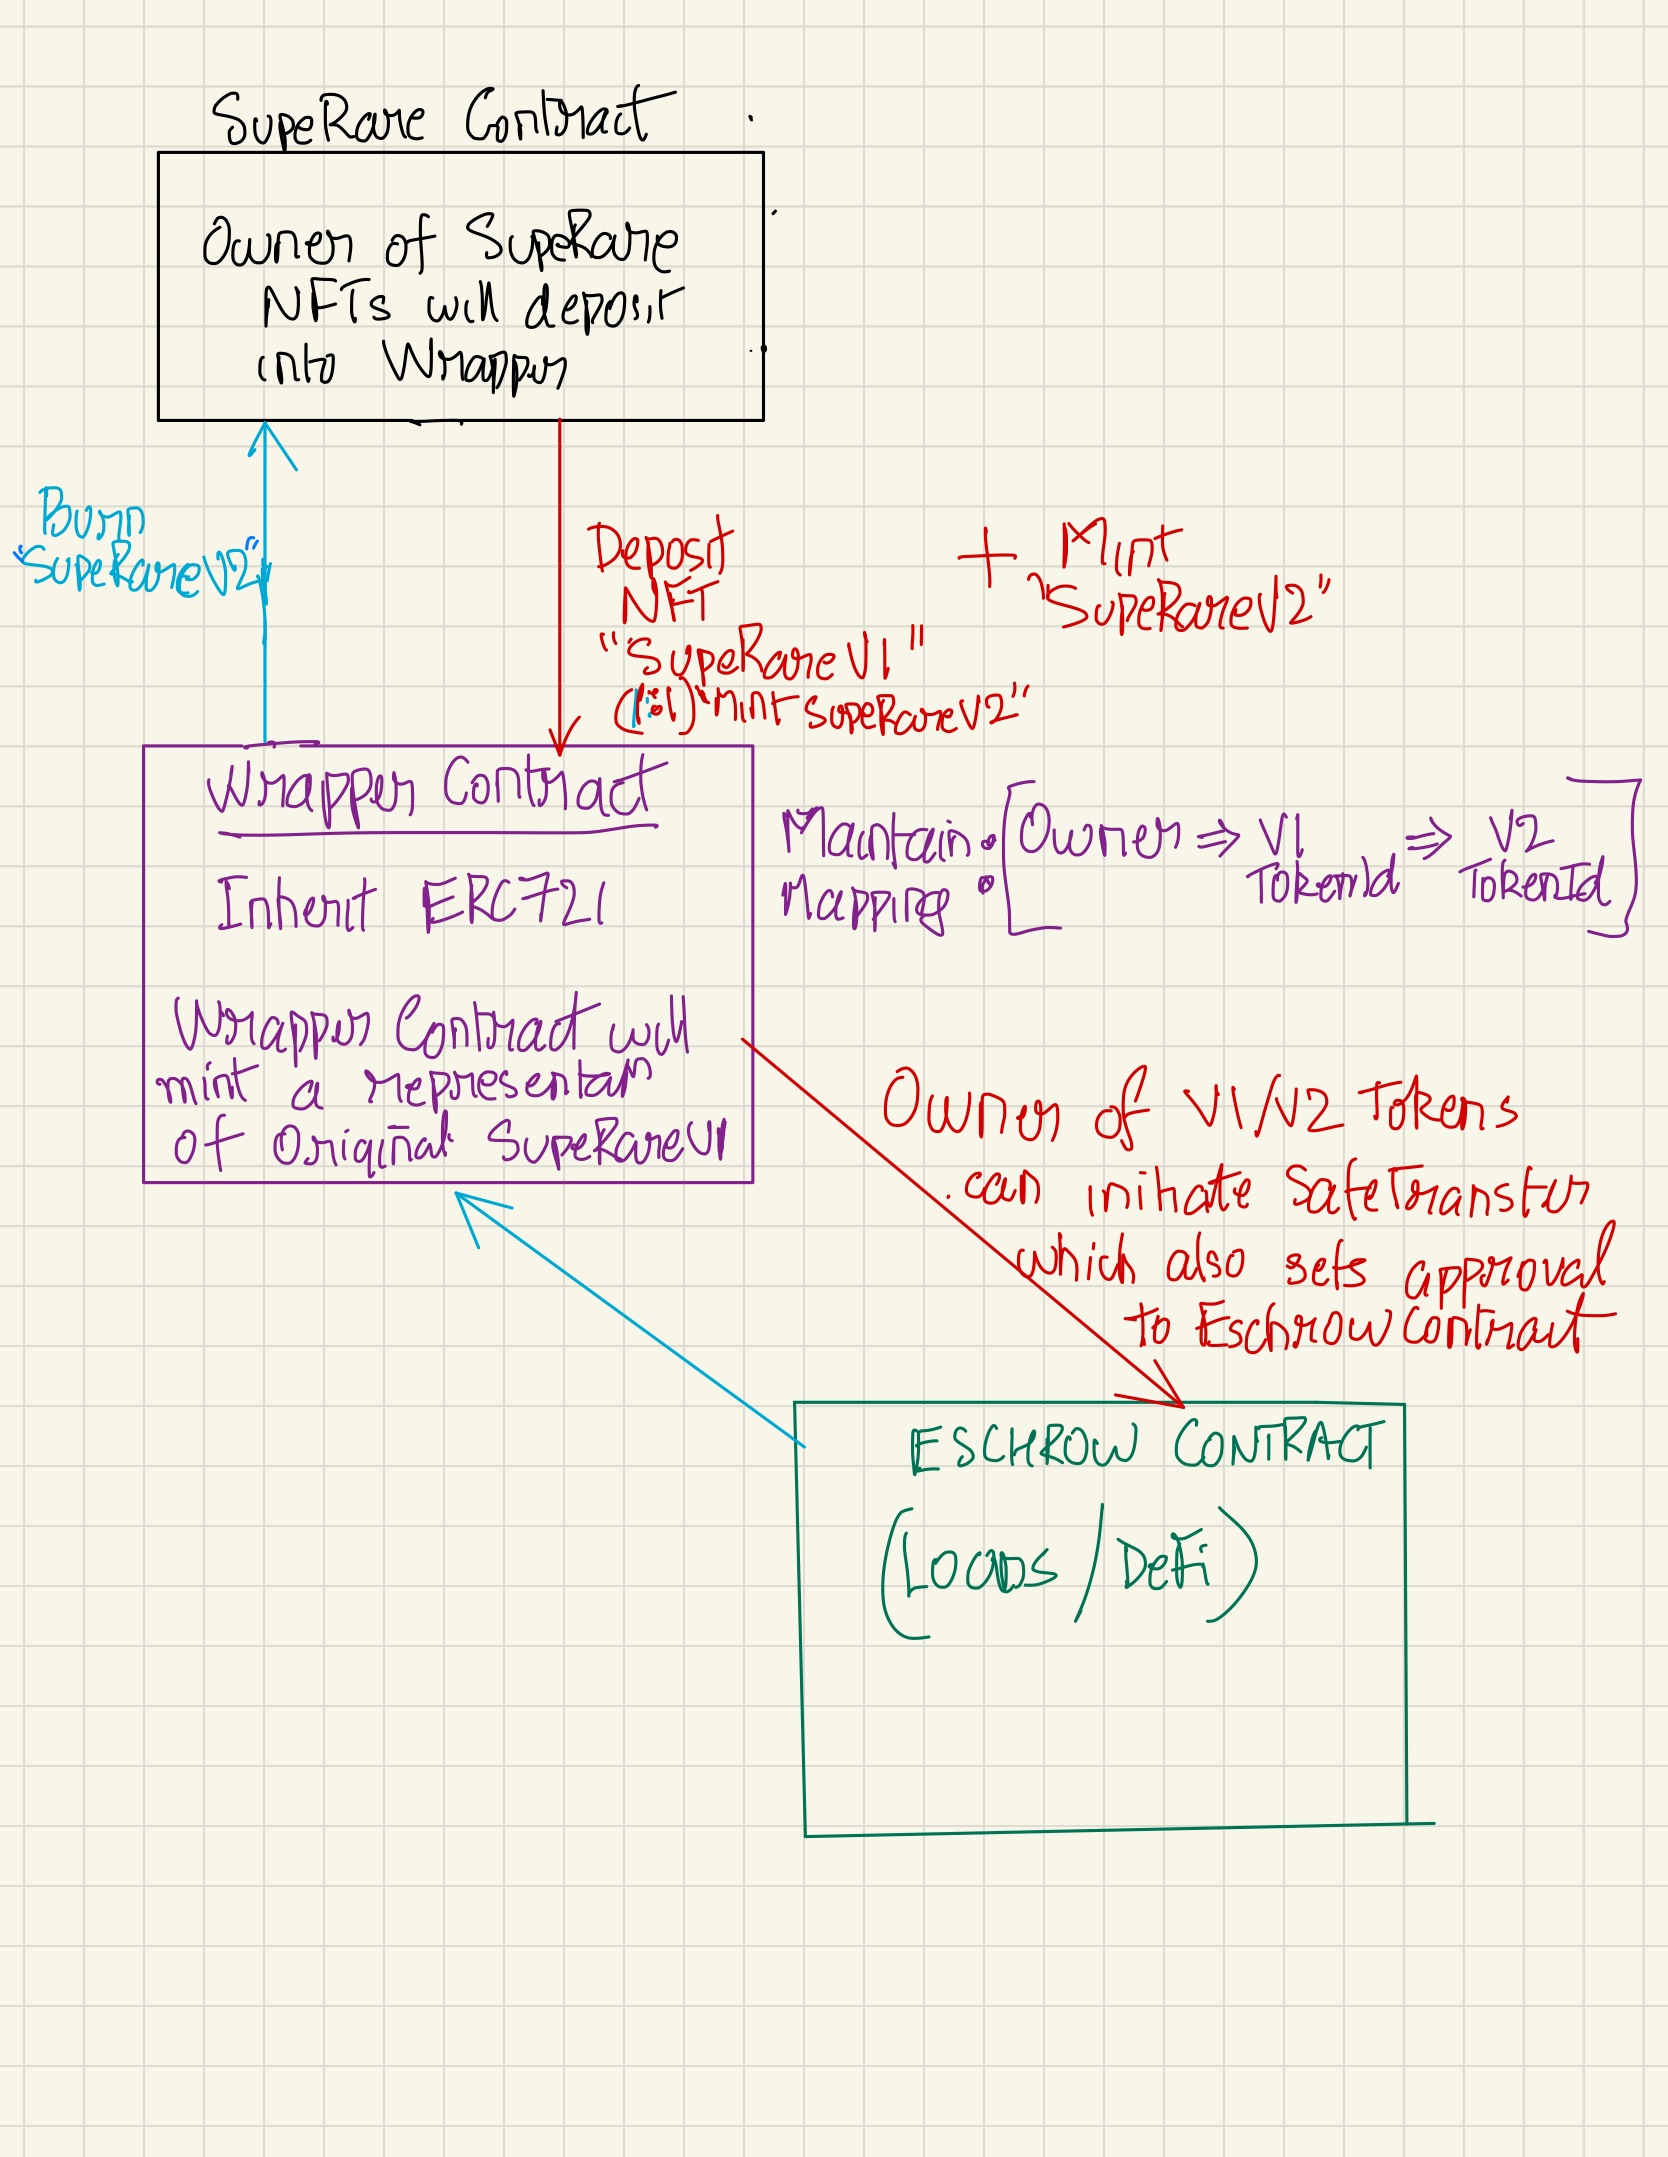 SupeRare Contract
Owner of SupeRare
NFTs will deposit
into Wrapper
Burn
"SupeRareV2"
Deposit
NFT
"SupeRareV1"
(1:1) "Mint SupeRareV2"
+ Mint
"SupeRareV2"
Wrapper Contract
Inherit ERC721
Wrapper Contract will
mint a representan
of Original SupeRareV1
Maintain
Mapping : [Owner ⇒ V1 TokenId ⇒ V2 TokenId]
Owner of V1/V2 Tokens
can initiate SafeTransfer
which also sets approval
to Eschrow Contract
ESCHROW CONTRACT
(Loans / DeFi)